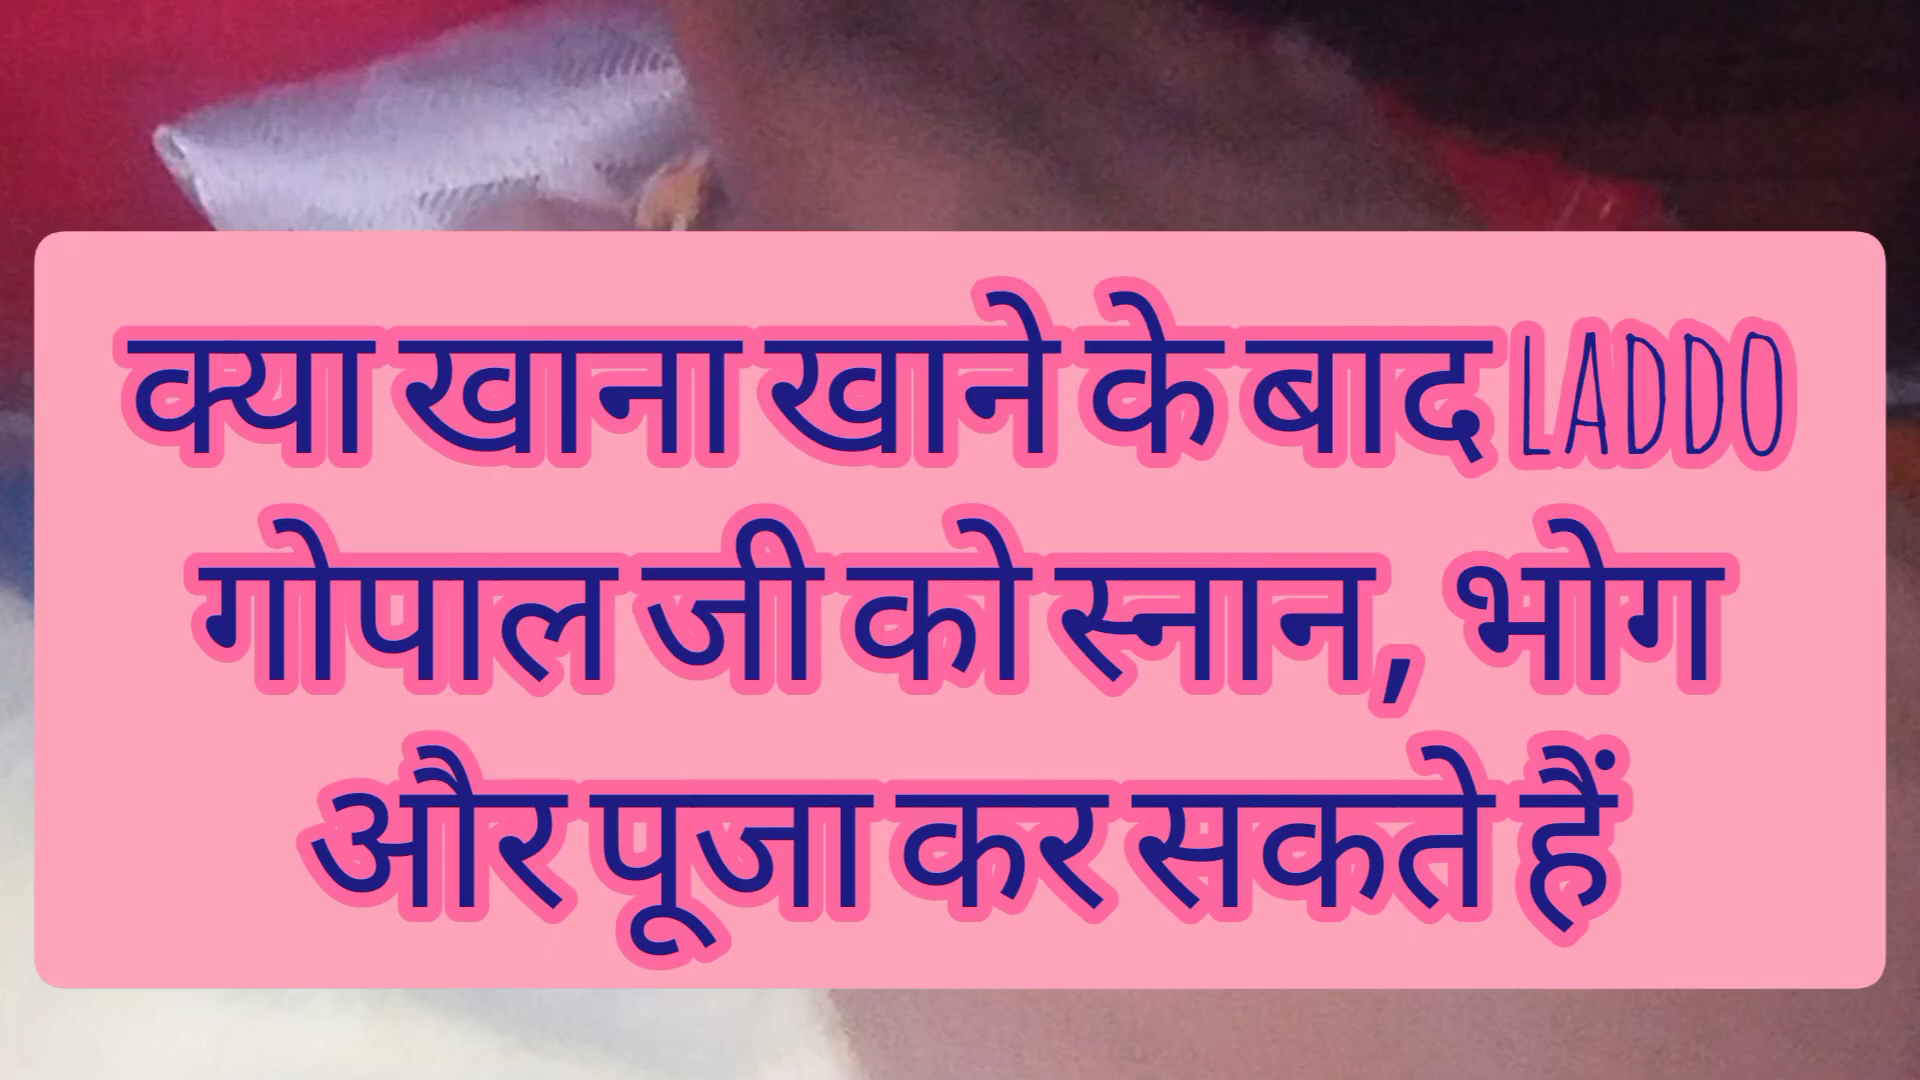 क्या खाना खाने के बाद LADDO
गोपाल जी को स्नान, भोग
और पूजा कर सकते हैं